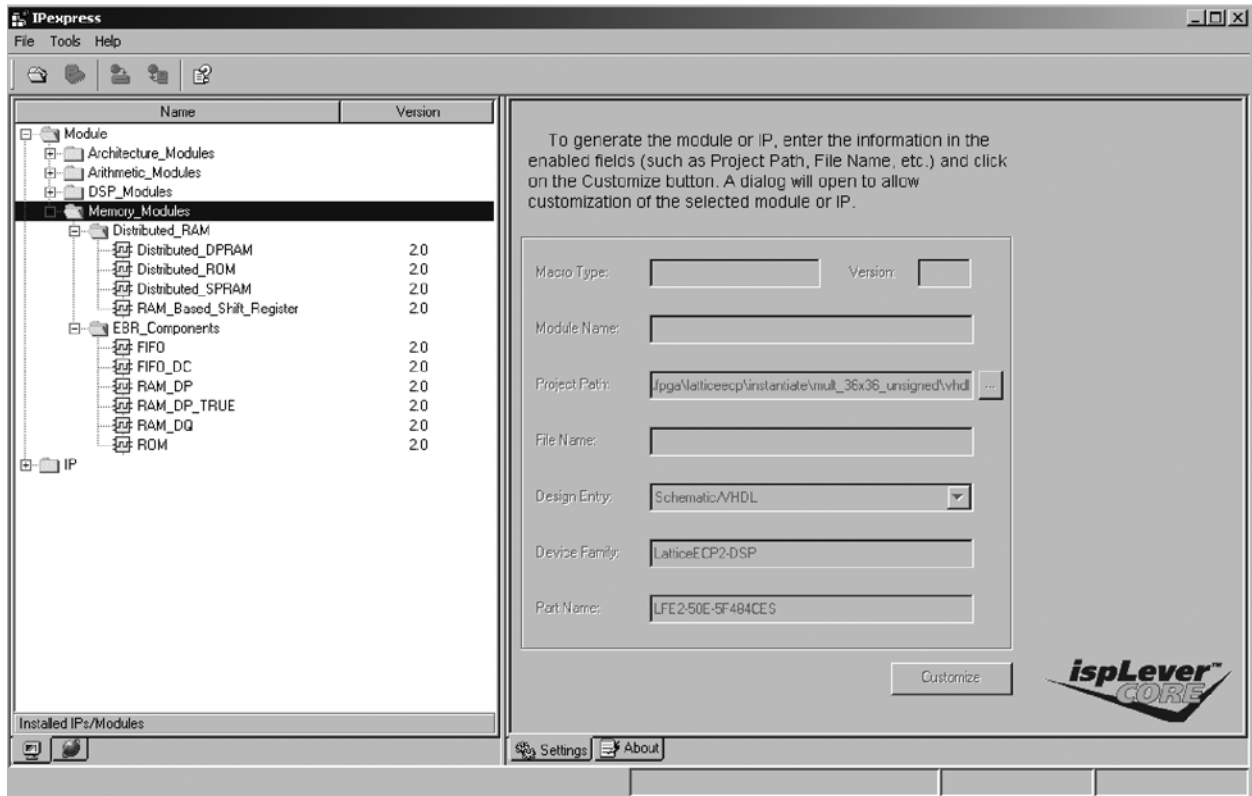 IPexpress
File Tools Help
Name Version
Module
Architecture_Modules
Arithmetic_Modules
DSP_Modules
Memory_Modules
Distributed_RAM
Distributed_DPRAM 2.0
Distributed_ROM 2.0
Distributed_SPRAM 2.0
RAM_Based_Shift_Register 2.0
EBR_Components
FIFO 2.0
FIFO_DC 2.0
RAM_DP 2.0
RAM_DP_TRUE 2.0
RAM_DQ 2.0
ROM 2.0
IP
Installed IPs/Modules
To generate the module or IP, enter the information in the
enabled fields (such as Project Path, File Name, etc.) and click
on the Customize button. A dialog will open to allow
customization of the selected module or IP.
Macro Type: Version:
Module Name:
Project Path: .fpga\latticeecp\instantiate\mult_36x36_unsigned\vhdl ...
File Name:
Design Entry: Schematic/VHDL
Device Family: LatticeECP2-DSP
Part Name: LFE2-50E-5F484CES
Customize
ispLever™
CORE
Settings About